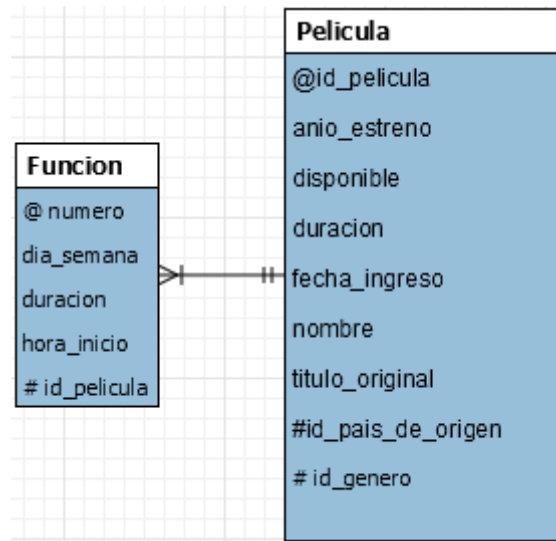 Pelicula
@id_pelicula
anio_estreno
disponible
duracion
fecha_ingreso
nombre
titulo_original
#id_pais_de_origen
# id_genero
Funcion
@ numero
dia_semana
duracion
hora_inicio
# id_pelicula